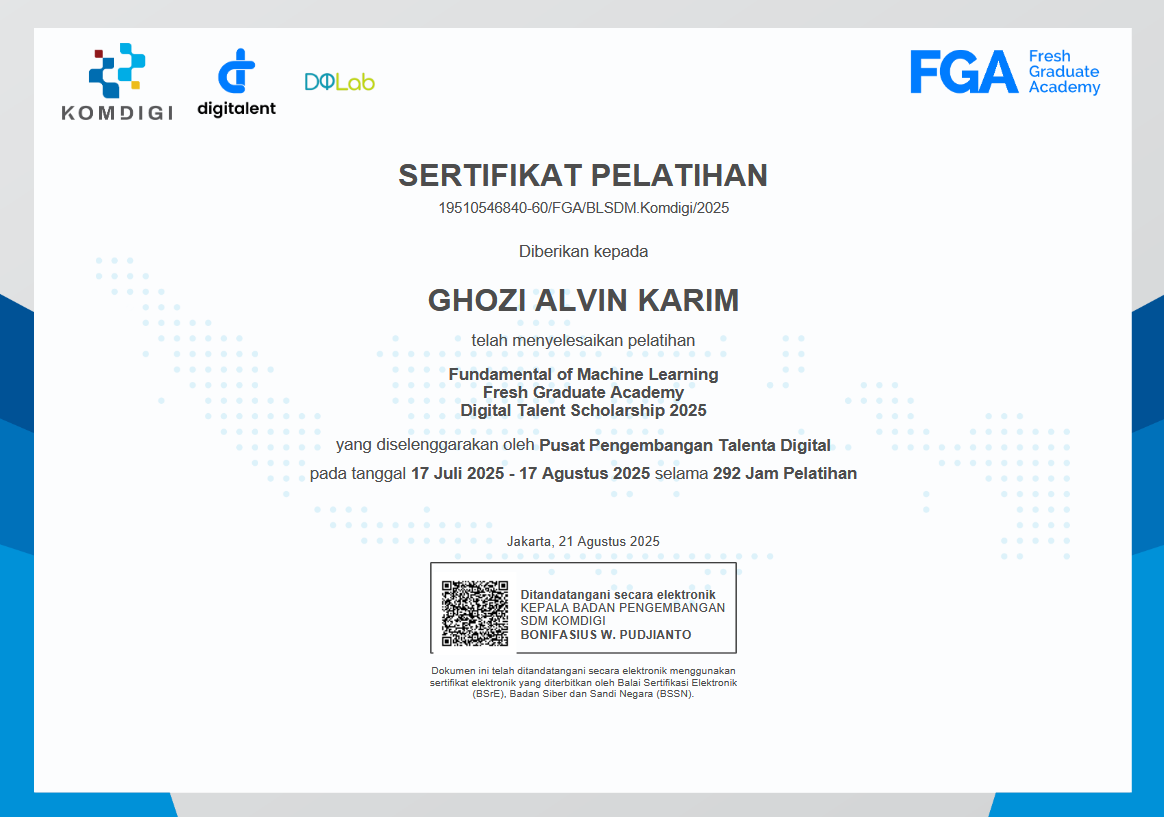 KOMDIGI
digitalent
DQLab
FGA
Fresh
Graduate
Academy
SERTIFIKAT PELATIHAN
19510546840-60/FGA/BLSDM.Komdigi/2025
Diberikan kepada
GHOZI ALVIN KARIM
telah menyelesaikan pelatihan
Fundamental of Machine Learning
Fresh Graduate Academy
Digital Talent Scholarship 2025
yang diselenggarakan oleh Pusat Pengembangan Talenta Digital
pada tanggal 17 Juli 2025 - 17 Agustus 2025 selama 292 Jam Pelatihan
Jakarta, 21 Agustus 2025
Ditandatangani secara elektronik
KEPALA BADAN PENGEMBANGAN
SDM KOMDIGI
BONIFASIUS W. PUDJIANTO
Dokumen ini telah ditandatangani secara elektronik menggunakan
sertifikat elektronik yang diterbitkan oleh Balai Sertifikasi Elektronik
(BSrE), Badan Siber dan Sandi Negara (BSSN).